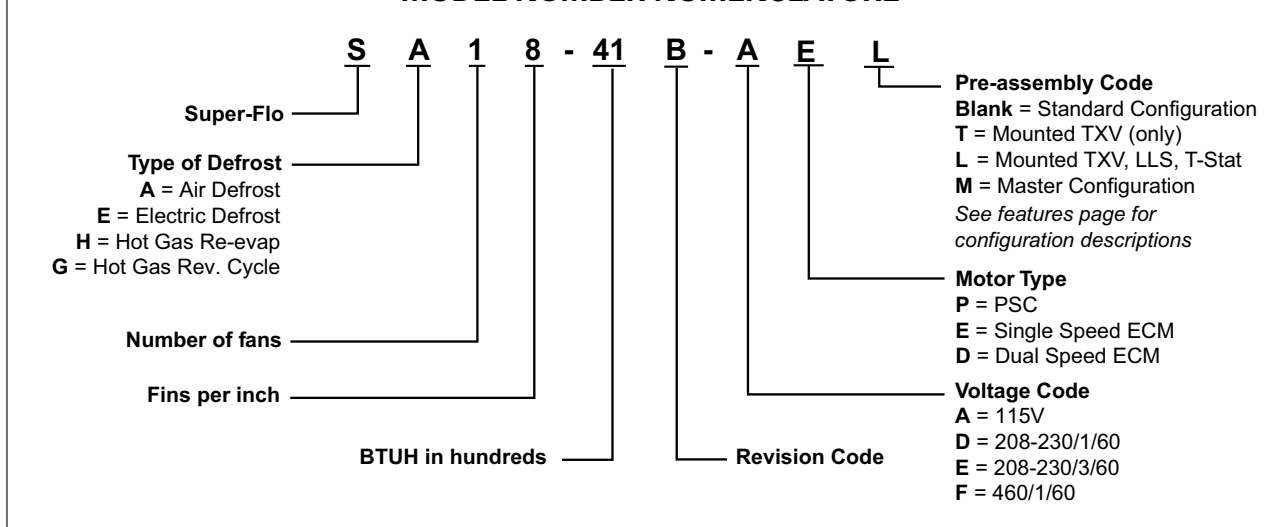 S A 1 8 - 41 B - A E L
Super-Flo
Type of Defrost
A = Air Defrost
E = Electric Defrost
H = Hot Gas Re-evap
G = Hot Gas Rev. Cycle
Number of fans
Fins per inch
BTUH in hundreds
Revision Code
Pre-assembly Code
Blank = Standard Configuration
T = Mounted TXV (only)
L = Mounted TXV, LLS, T-Stat
M = Master Configuration
See features page for
configuration descriptions
Motor Type
P = PSC
E = Single Speed ECM
D = Dual Speed ECM
Voltage Code
A = 115V
D = 208-230/1/60
E = 208-230/3/60
F = 460/1/60